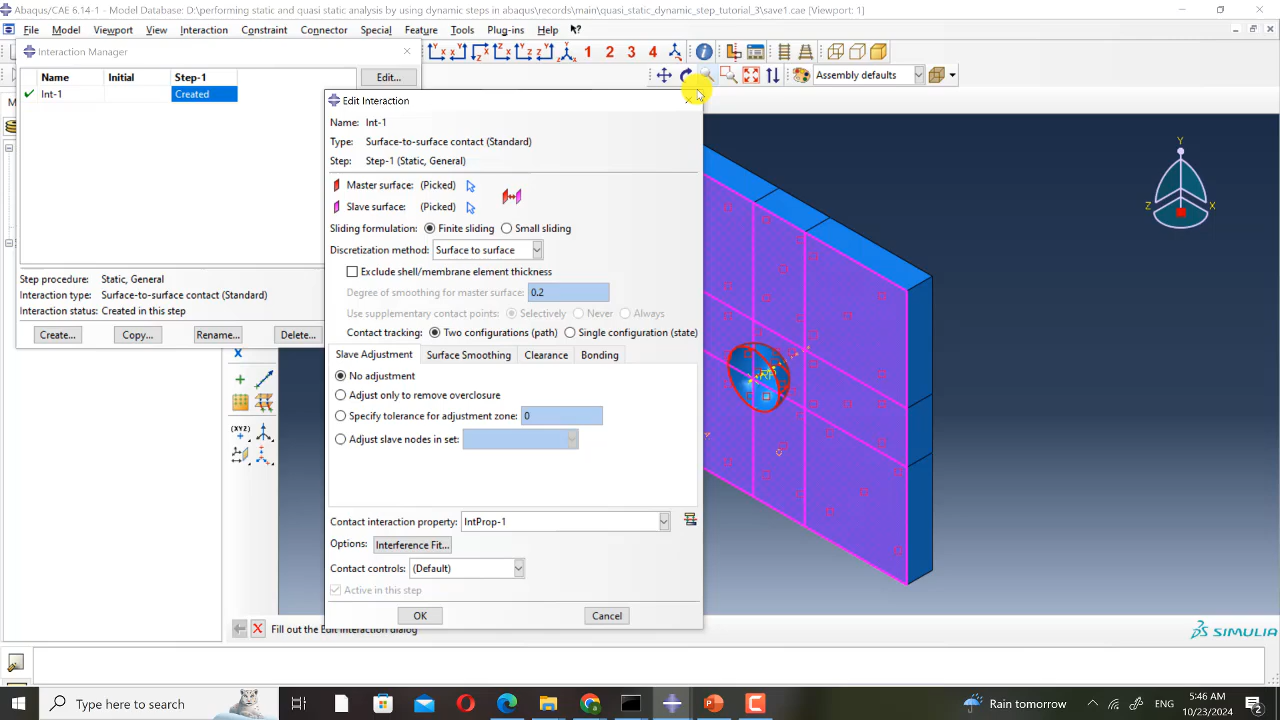 Abaqus/CAE 6.14-1 - Model Database: D:\performing static and quasi static analysis by using dynamic steps in abaqus\records\main\quasi_static_dynamic_step_tutorial_3\save1.cae (Viewport: 1)
File Model Viewport View Interaction Constraint Connector Special Feature Tools Plug-ins Help
Interaction Manager
1 2 3 4
Assembly defaults
Name Initial Step-1 Edit...
Int-1 Created
Edit Interaction
Name: Int-1
Type: Surface-to-surface contact (Standard)
Step: Step-1 (Static, General)
Master surface: (Picked)
Slave surface: (Picked)
Sliding formulation: Finite sliding Small sliding
Discretization method: Surface to surface
Exclude shell/membrane element thickness
Degree of smoothing for master surface: 0.2
Use supplementary contact points: Selectively Never Always
Contact tracking: Two configurations (path) Single configuration (state)
Slave Adjustment Surface Smoothing Clearance Bonding
No adjustment
Adjust only to remove overclosure
Specify tolerance for adjustment zone: 0
Adjust slave nodes in set:
Contact interaction property: IntProp-1
Options: Interference Fit...
Contact controls: (Default)
Active in this step
OK Cancel
Step procedure: Static, General
Interaction type: Surface-to-surface contact (Standard)
Interaction status: Created in this step
Create... Copy... Rename... Delete...
(XYZ)
Y
Z X
RP
Fill out the Edit Interaction dialog
SIMULIA
Type here to search
Rain tomorrow
ENG
5:46 AM
10/23/2024
2